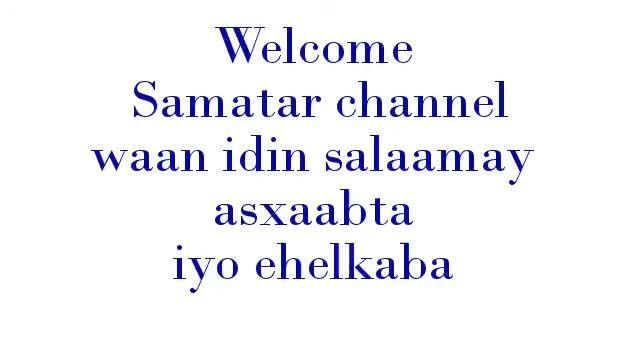 Welcome
Samatar channel
waan idin salaamay
asxaabta
iyo ehelkaba